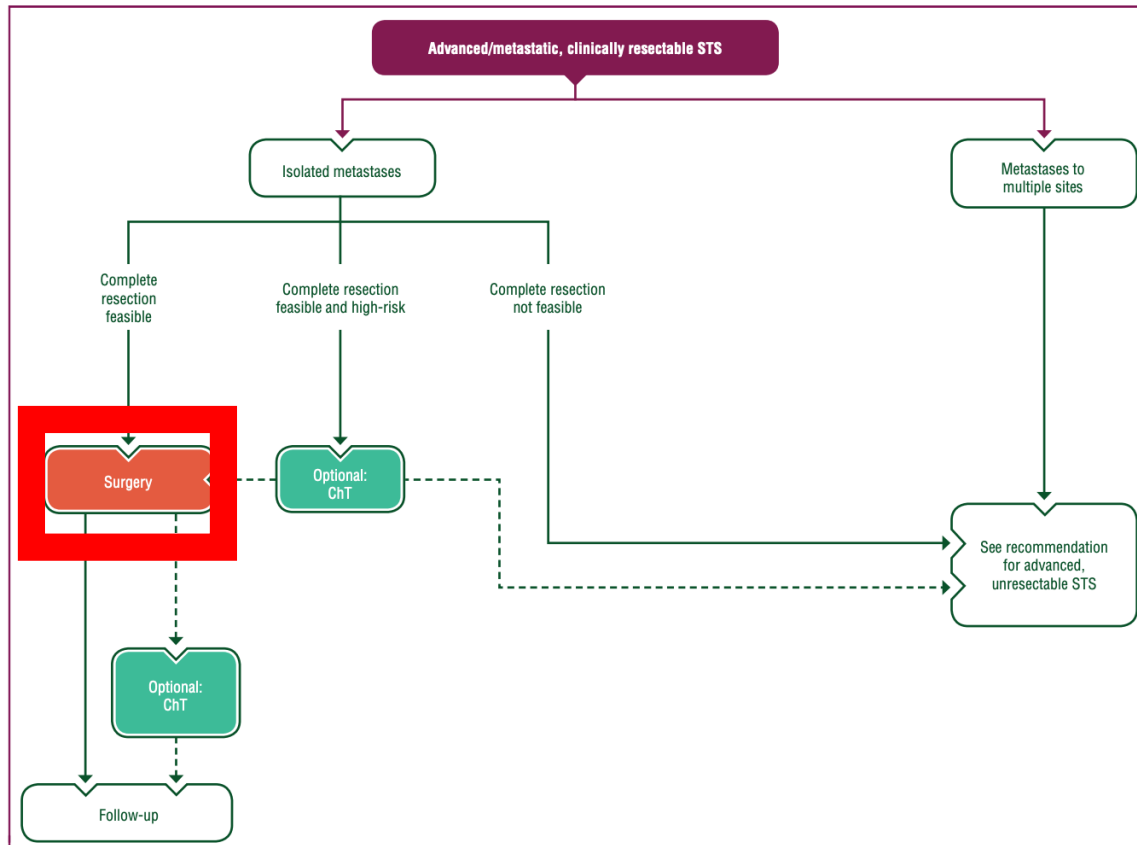 Advanced/metastatic, clinically resectable STS
Isolated metastases
Metastases to
multiple sites
Complete
resection
feasible
Complete resection
feasible and high-risk
Complete resection
not feasible
Surgery
Optional:
ChT
See recommendation
for advanced,
unresectable STS
Optional:
ChT
Follow-up